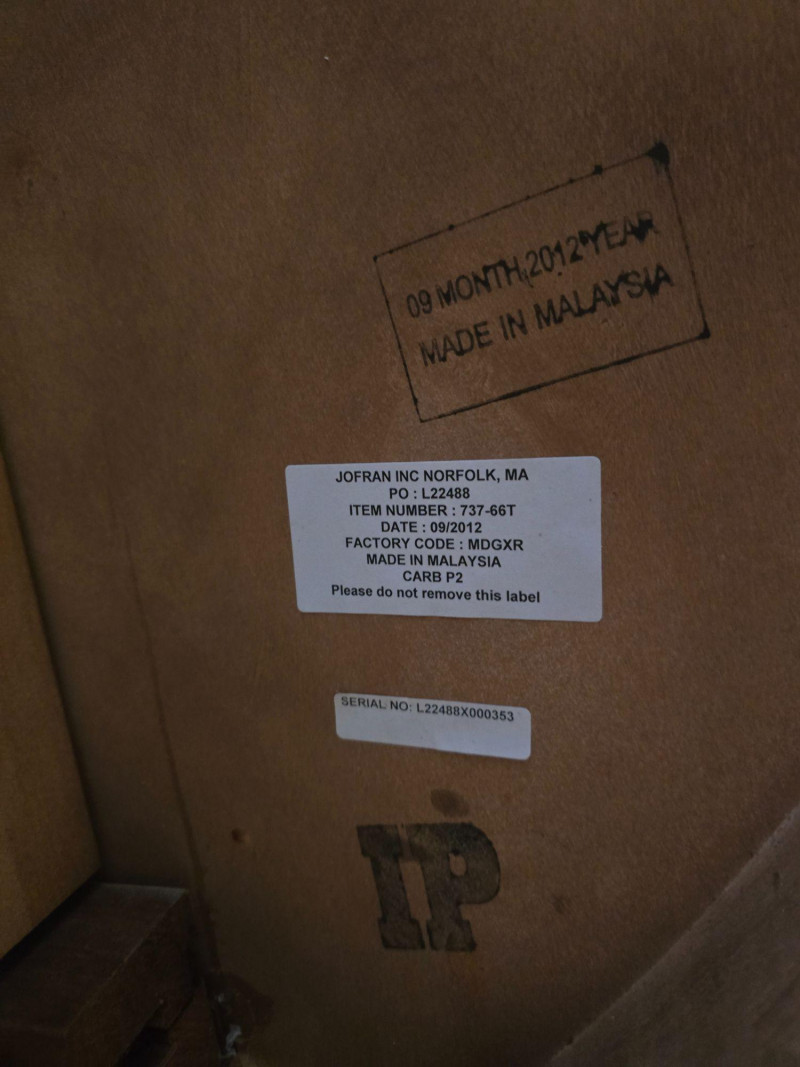 09 MONTH,2012 YEAR
MADE IN MALAYSIA
JOFRAN INC NORFOLK, MA
PO : L22488
ITEM NUMBER : 737-66T
DATE : 09/2012
FACTORY CODE : MDGXR
MADE IN MALAYSIA
CARB P2
Please do not remove this label
SERIAL NO: L22488X000353
IP